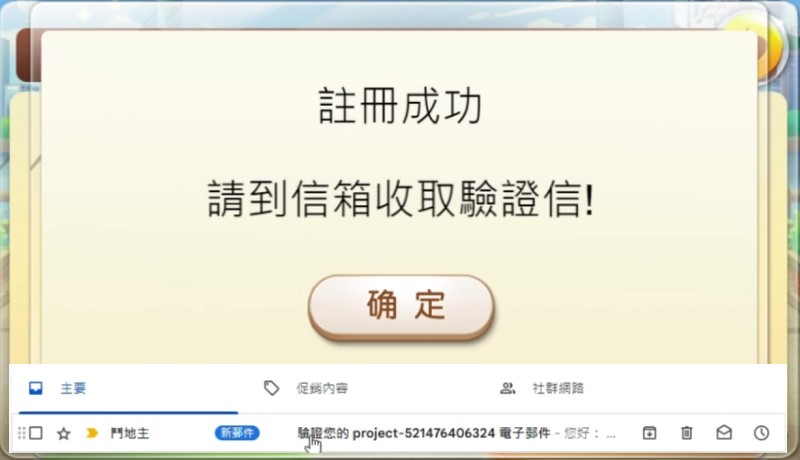 註冊成功
請到信箱收取驗證信!
确定
主要 促銷內容 社群網路
鬥地主 新郵件 驗證您的 project-521476406324 電子郵件 - 您好： ...